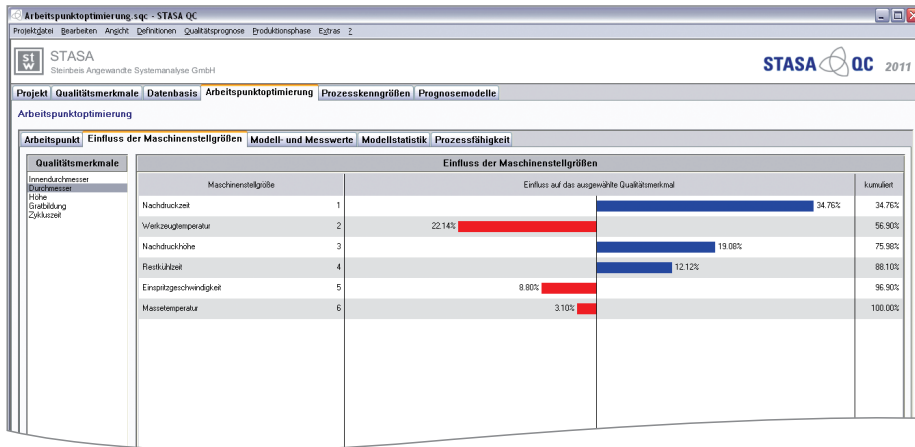 Arbeitspunktoptimierung.sqc - STASA QC
Projektdatei Bearbeiten Ansicht Definitionen Qualitätsprognose Produktionsphase Extras ?
st w
STASA
Steinbeis Angewandte Systemanalyse GmbH
STASA QC 2011
Projekt Qualitätsmerkmale Datenbasis Arbeitspunktoptimierung Prozesskenngrößen Prognosemodelle
Arbeitspunktoptimierung
Arbeitspunkt Einfluss der Maschinenstellgrößen Modell- und Messwerte Modellstatistik Prozessfähigkeit
Qualitätsmerkmale
Innendurchmesser
Durchmesser
Höhe
Gratbildung
Zykluszeit
Einfluss der Maschinenstellgrößen
Maschinenstellgröße Einfluss auf das ausgewählte Qualitätsmerkmal kumuliert
Nachdruckzeit 1 34.76% 34.76%
Werkzeugtemperatur 2 22.14% 56.90%
Nachdruckhöhe 3 19.08% 75.98%
Restkühlzeit 4 12.12% 88.10%
Einspritzgeschwindigkeit 5 8.80% 96.90%
Massetemperatur 6 3.10% 100.00%